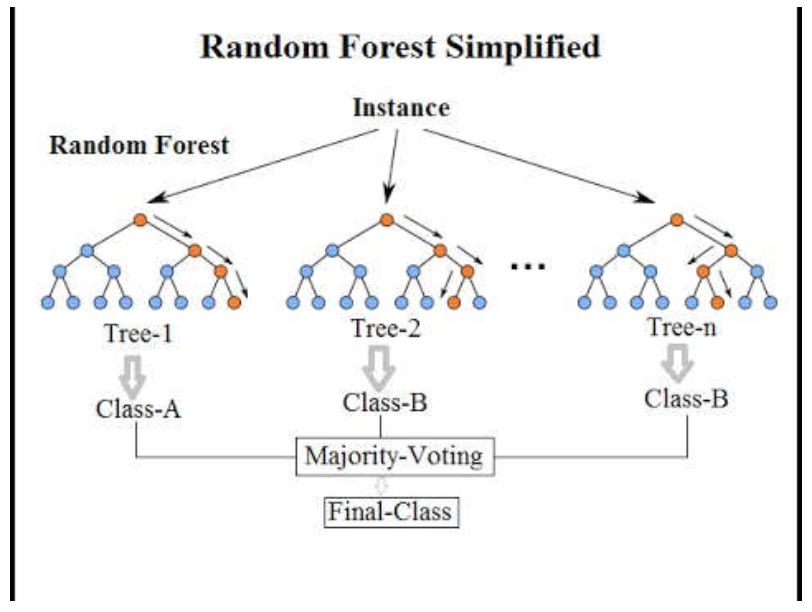 Random Forest Simplified
Instance
Random Forest
...
Tree-1
Tree-2
Tree-n
Class-A
Class-B
Class-B
Majority-Voting
Final-Class